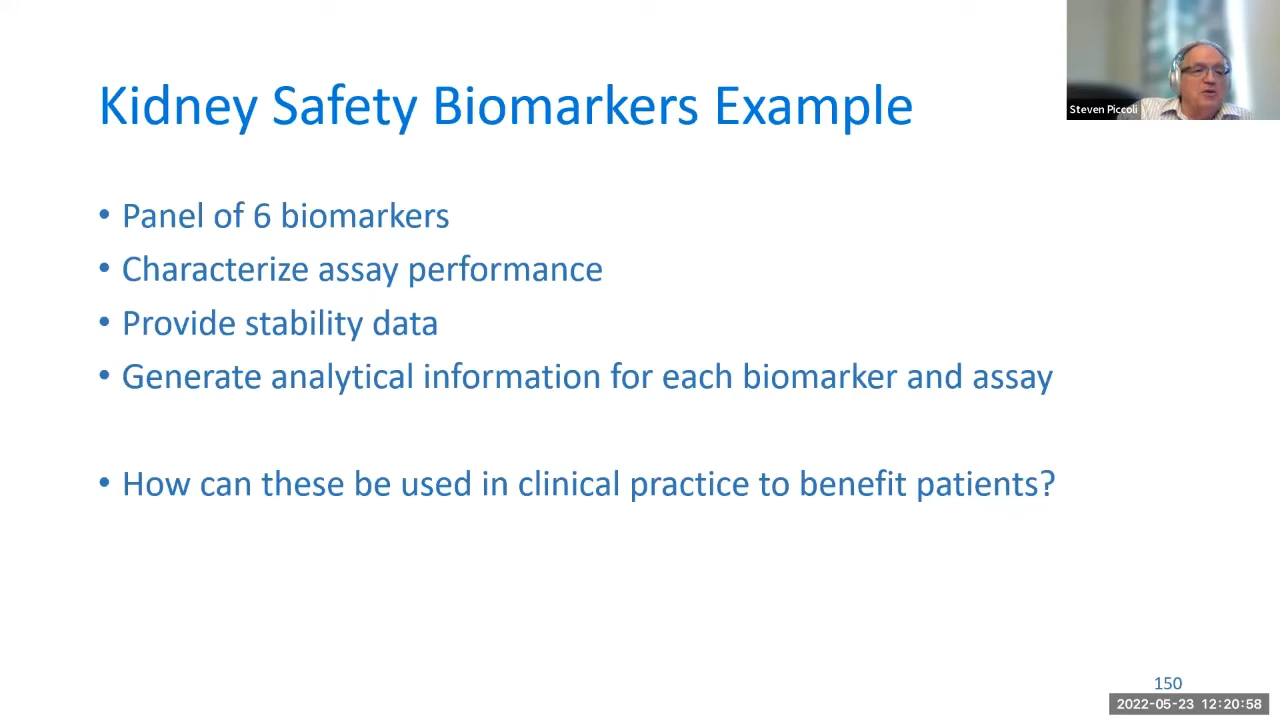 Kidney Safety Biomarkers Example
Steven Piccoli
• Panel of 6 biomarkers
• Characterize assay performance
• Provide stability data
• Generate analytical information for each biomarker and assay
• How can these be used in clinical practice to benefit patients?
150
2022-05-23 12:20:58